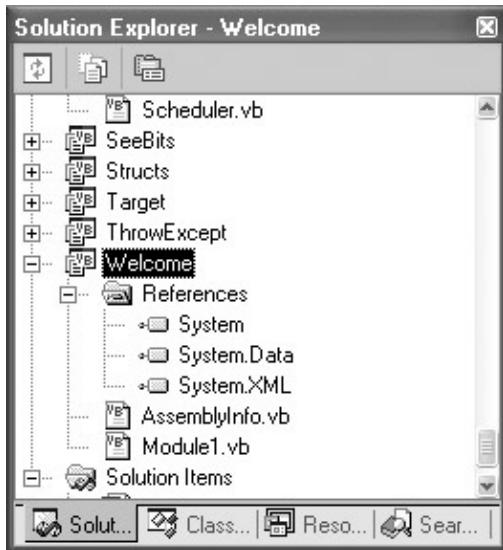 Solution Explorer - Welcome
Scheduler.vb
SeeBits
Structs
Target
ThrowExcept
Welcome
References
System
System.Data
System.XML
AssemblyInfo.vb
Module1.vb
Solution Items
Solut... Class... Reso... Sear...